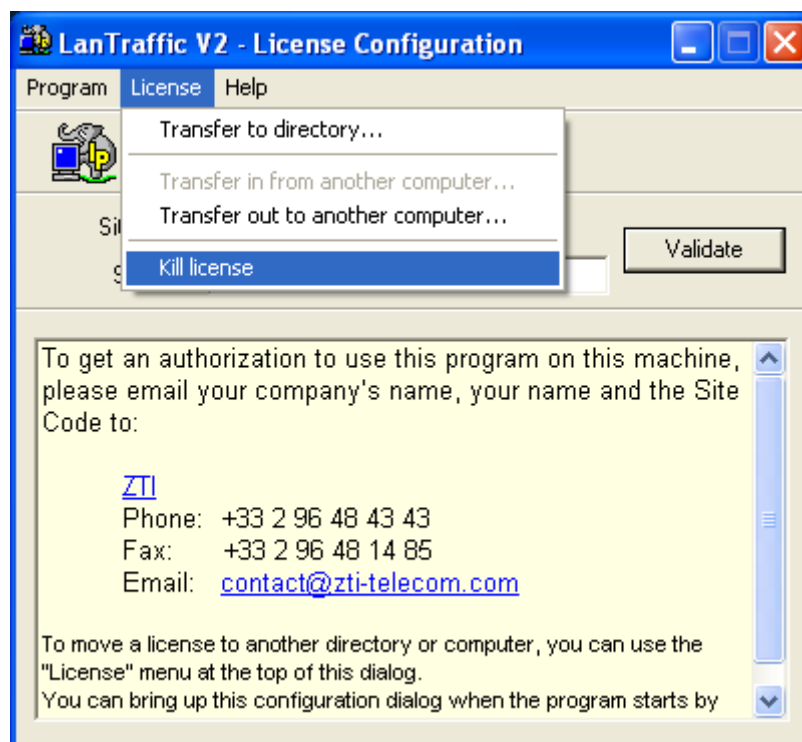 LanTraffic V2 - License Configuration
Program License Help
Transfer to directory...
Transfer in from another computer...
Transfer out to another computer...
Kill license
Validate
To get an authorization to use this program on this machine,
please email your company's name, your name and the Site
Code to:
ZTI
Phone: +33 2 96 48 43 43
Fax: +33 2 96 48 14 85
Email: contact@zti-telecom.com
To move a license to another directory or computer, you can use the
"License" menu at the top of this dialog.
You can bring up this configuration dialog when the program starts by